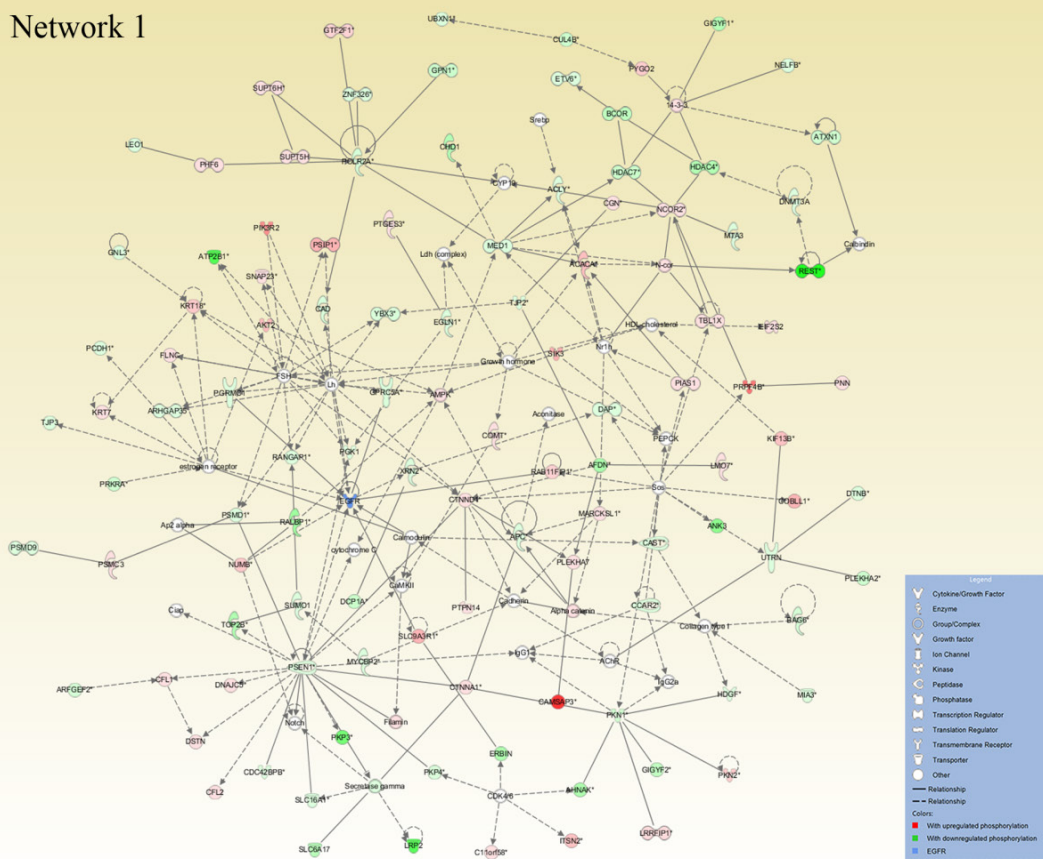 Network 1
UBXN11
GIGYF1*
GTF2F1*
CUL4B*
PYGO2
NELFB*
GPN1*
ETV6*
SUPT6H*
ZNF326*
BCOR
14-3-3
Srebp
ATXN1
LEO1
CHD1
SUPT5H
PHF6
POLR2A*
HDAC7*
HDAC4*
CYP19
ACLY*
DNMT3A
CGN*
NCOR2*
PTGES3*
PIK3R2
MTA3
PSIP1*
MED1
Calbindin
GNL3*
ATP2B1*
Ldh (complex)
ACACA*
N-cor
REST*
SNAP23*
KRT18*
CAD
YBX3*
TJP2*
EGLN1*
TBL1X
HDL-cholesterol
EIF2S2
AKT2
PCDH1*
FLNC
Nr1h
SIK3
Growth hormone
FSH
Lh
PGRMC1
GPRC5A*
AMPK
PIAS1
PRPF4B*
PNN
KRT7
ARHGAP35*
DAP*
Aconitase
TJP3
COMT*
PEPCK
KIF13B*
RANGAP1*
PGK1
estrogen receptor
XRN2*
AFDN*
LMO7*
PRKRA*
RAB11FIP1*
Sos
EGFR
CTNND1*
COBLL1*
DTNB*
PSMD1*
RALBP1*
MARCKSL1*
Ap2 alpha
ANK3
cytochrome C
Calmodulin
APC*
CAST*
PSMD9
PSMC3
NUMB*
PLEKHA7*
UTRN
CaMKII
PLEKHA2*
DCP1A*
Cadherin
SUMO1
PTPN14
Alpha catenin
CCAR2*
Ciap
TOP2B*
Collagen type I
BAG6*
SLC9A3R1*
MYCBP2*
IgG1
AChR
PSEN1*
IgG2a
ARFGEF2*
CFL1
DNAJC5*
CTNNA1*
HDGF*
MIA3*
CAMSAP3*
Notch
Filamin
PKN1*
DSTN
PKP3*
ERBIN
CDC42BPB*
PKP4*
GIGYF2*
PKN2*
CFL2
SLC16A1*
Secretase gamma
CDK4/6
AHNAK*
LRRFIP1*
SLC6A17
LRP2
C11orf58*
ITSN2*
Legend
Cytokine/Growth Factor
Enzyme
Group/Complex
Growth factor
Ion Channel
Kinase
Peptidase
Phosphatase
Transcription Regulator
Translation Regulator
Transmembrane Receptor
Transporter
Other
Relationship
Relationship
Colors:
With upregulated phosphorylation
With downregulated phosphorylation
EGFR